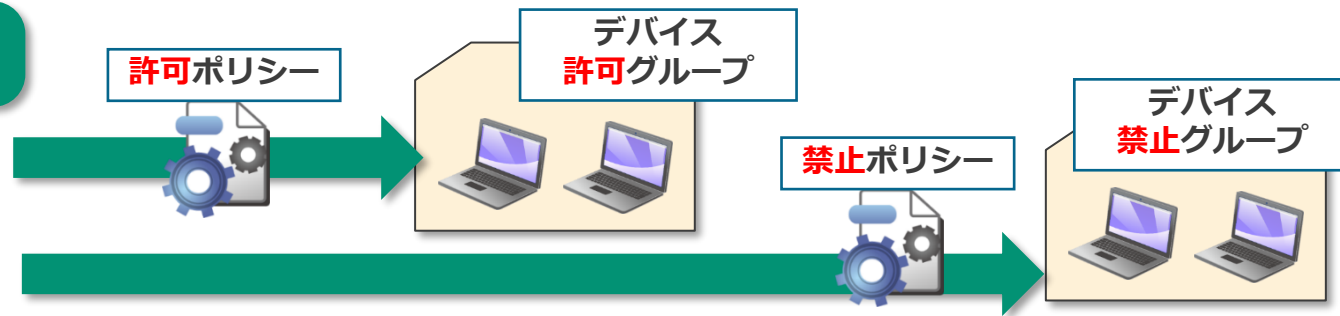 許可ポリシー
デバイス
許可グループ
禁止ポリシー
デバイス
禁止グループ